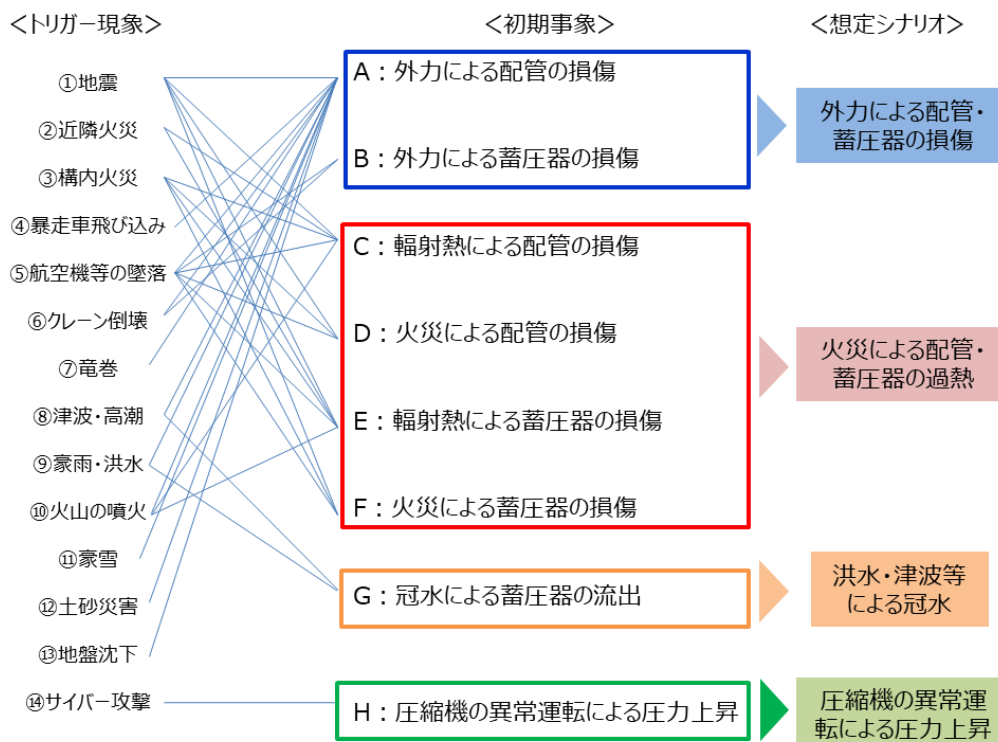 ＜トリガー現象＞
＜初期事象＞
＜想定シナリオ＞
①地震
②近隣火災
③構内火災
④暴走車飛び込み
⑤航空機等の墜落
⑥クレーン倒壊
⑦竜巻
⑧津波・高潮
⑨豪雨・洪水
⑩火山の噴火
⑪豪雪
⑫土砂災害
⑬地盤沈下
⑭サイバー攻撃
A：外力による配管の損傷
B：外力による蓄圧器の損傷
C：輻射熱による配管の損傷
D：火災による配管の損傷
E：輻射熱による蓄圧器の損傷
F：火災による蓄圧器の損傷
G：冠水による蓄圧器の流出
H：圧縮機の異常運転による圧力上昇
外力による配管・
蓄圧器の損傷
火災による配管・
蓄圧器の過熱
洪水・津波等
による冠水
圧縮機の異常運
転による圧力上昇